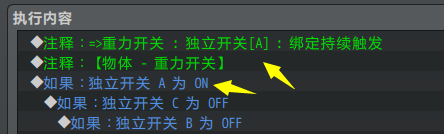 执行内容
◆注释：=>重力开关 : 独立开关[A] : 绑定持续触发
◆注释：【物体 - 重力开关】
◆如果：独立开关 A 为 ON
◆如果：独立开关 C 为 OFF
◆如果：独立开关 B 为 OFF